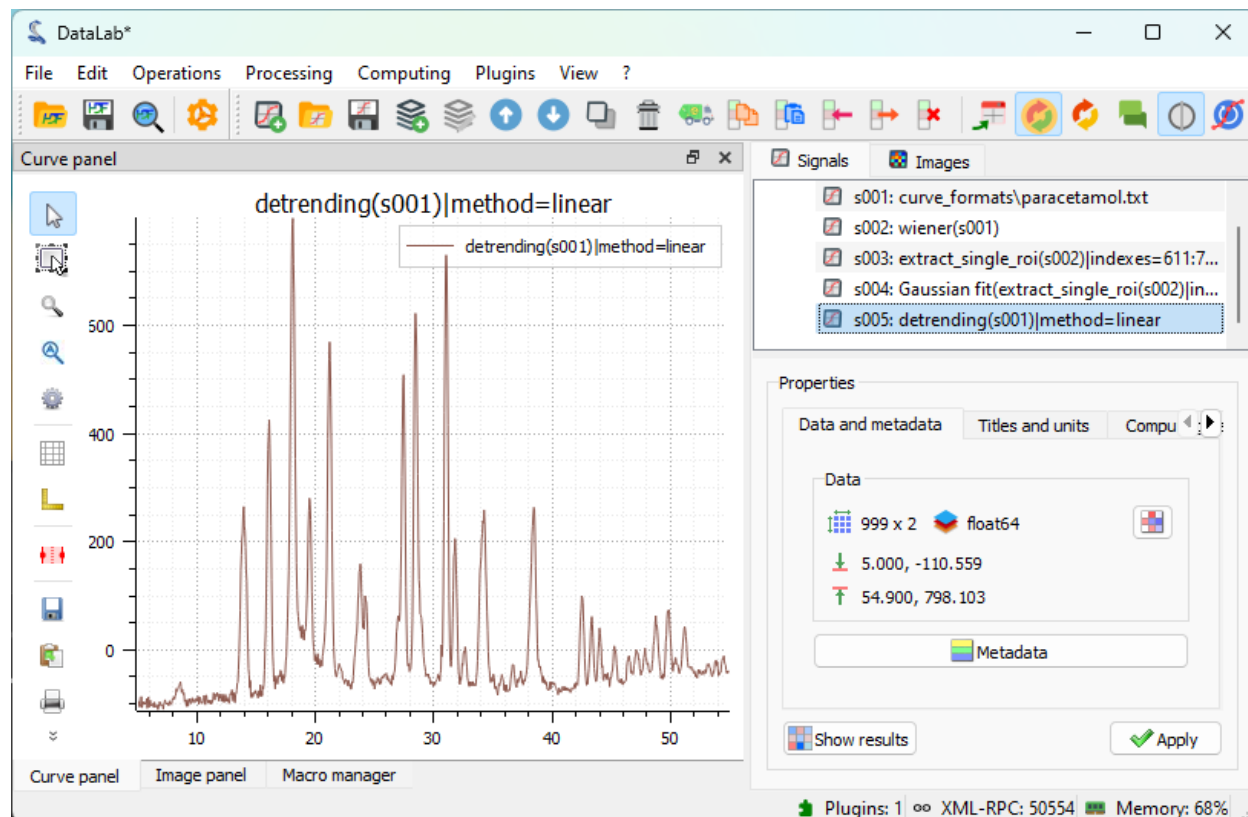 DataLab*
File Edit Operations Processing Computing Plugins View ?
Curve panel
detrending(s001)|method=linear
detrending(s001)|method=linear
500
400
200
0
10 20 30 40 50
Curve panel Image panel Macro manager
Signals Images
s001: curve_formats\paracetamol.txt
s002: wiener(s001)
s003: extract_single_roi(s002)|indexes=611:7...
s004: Gaussian fit(extract_single_roi(s002)|in...
s005: detrending(s001)|method=linear
Properties
Data and metadata Titles and units Compu
Data
999 x 2 float64
5.000, -110.559
54.900, 798.103
Metadata
Show results Apply
Plugins: 1 XML-RPC: 50554 Memory: 68%